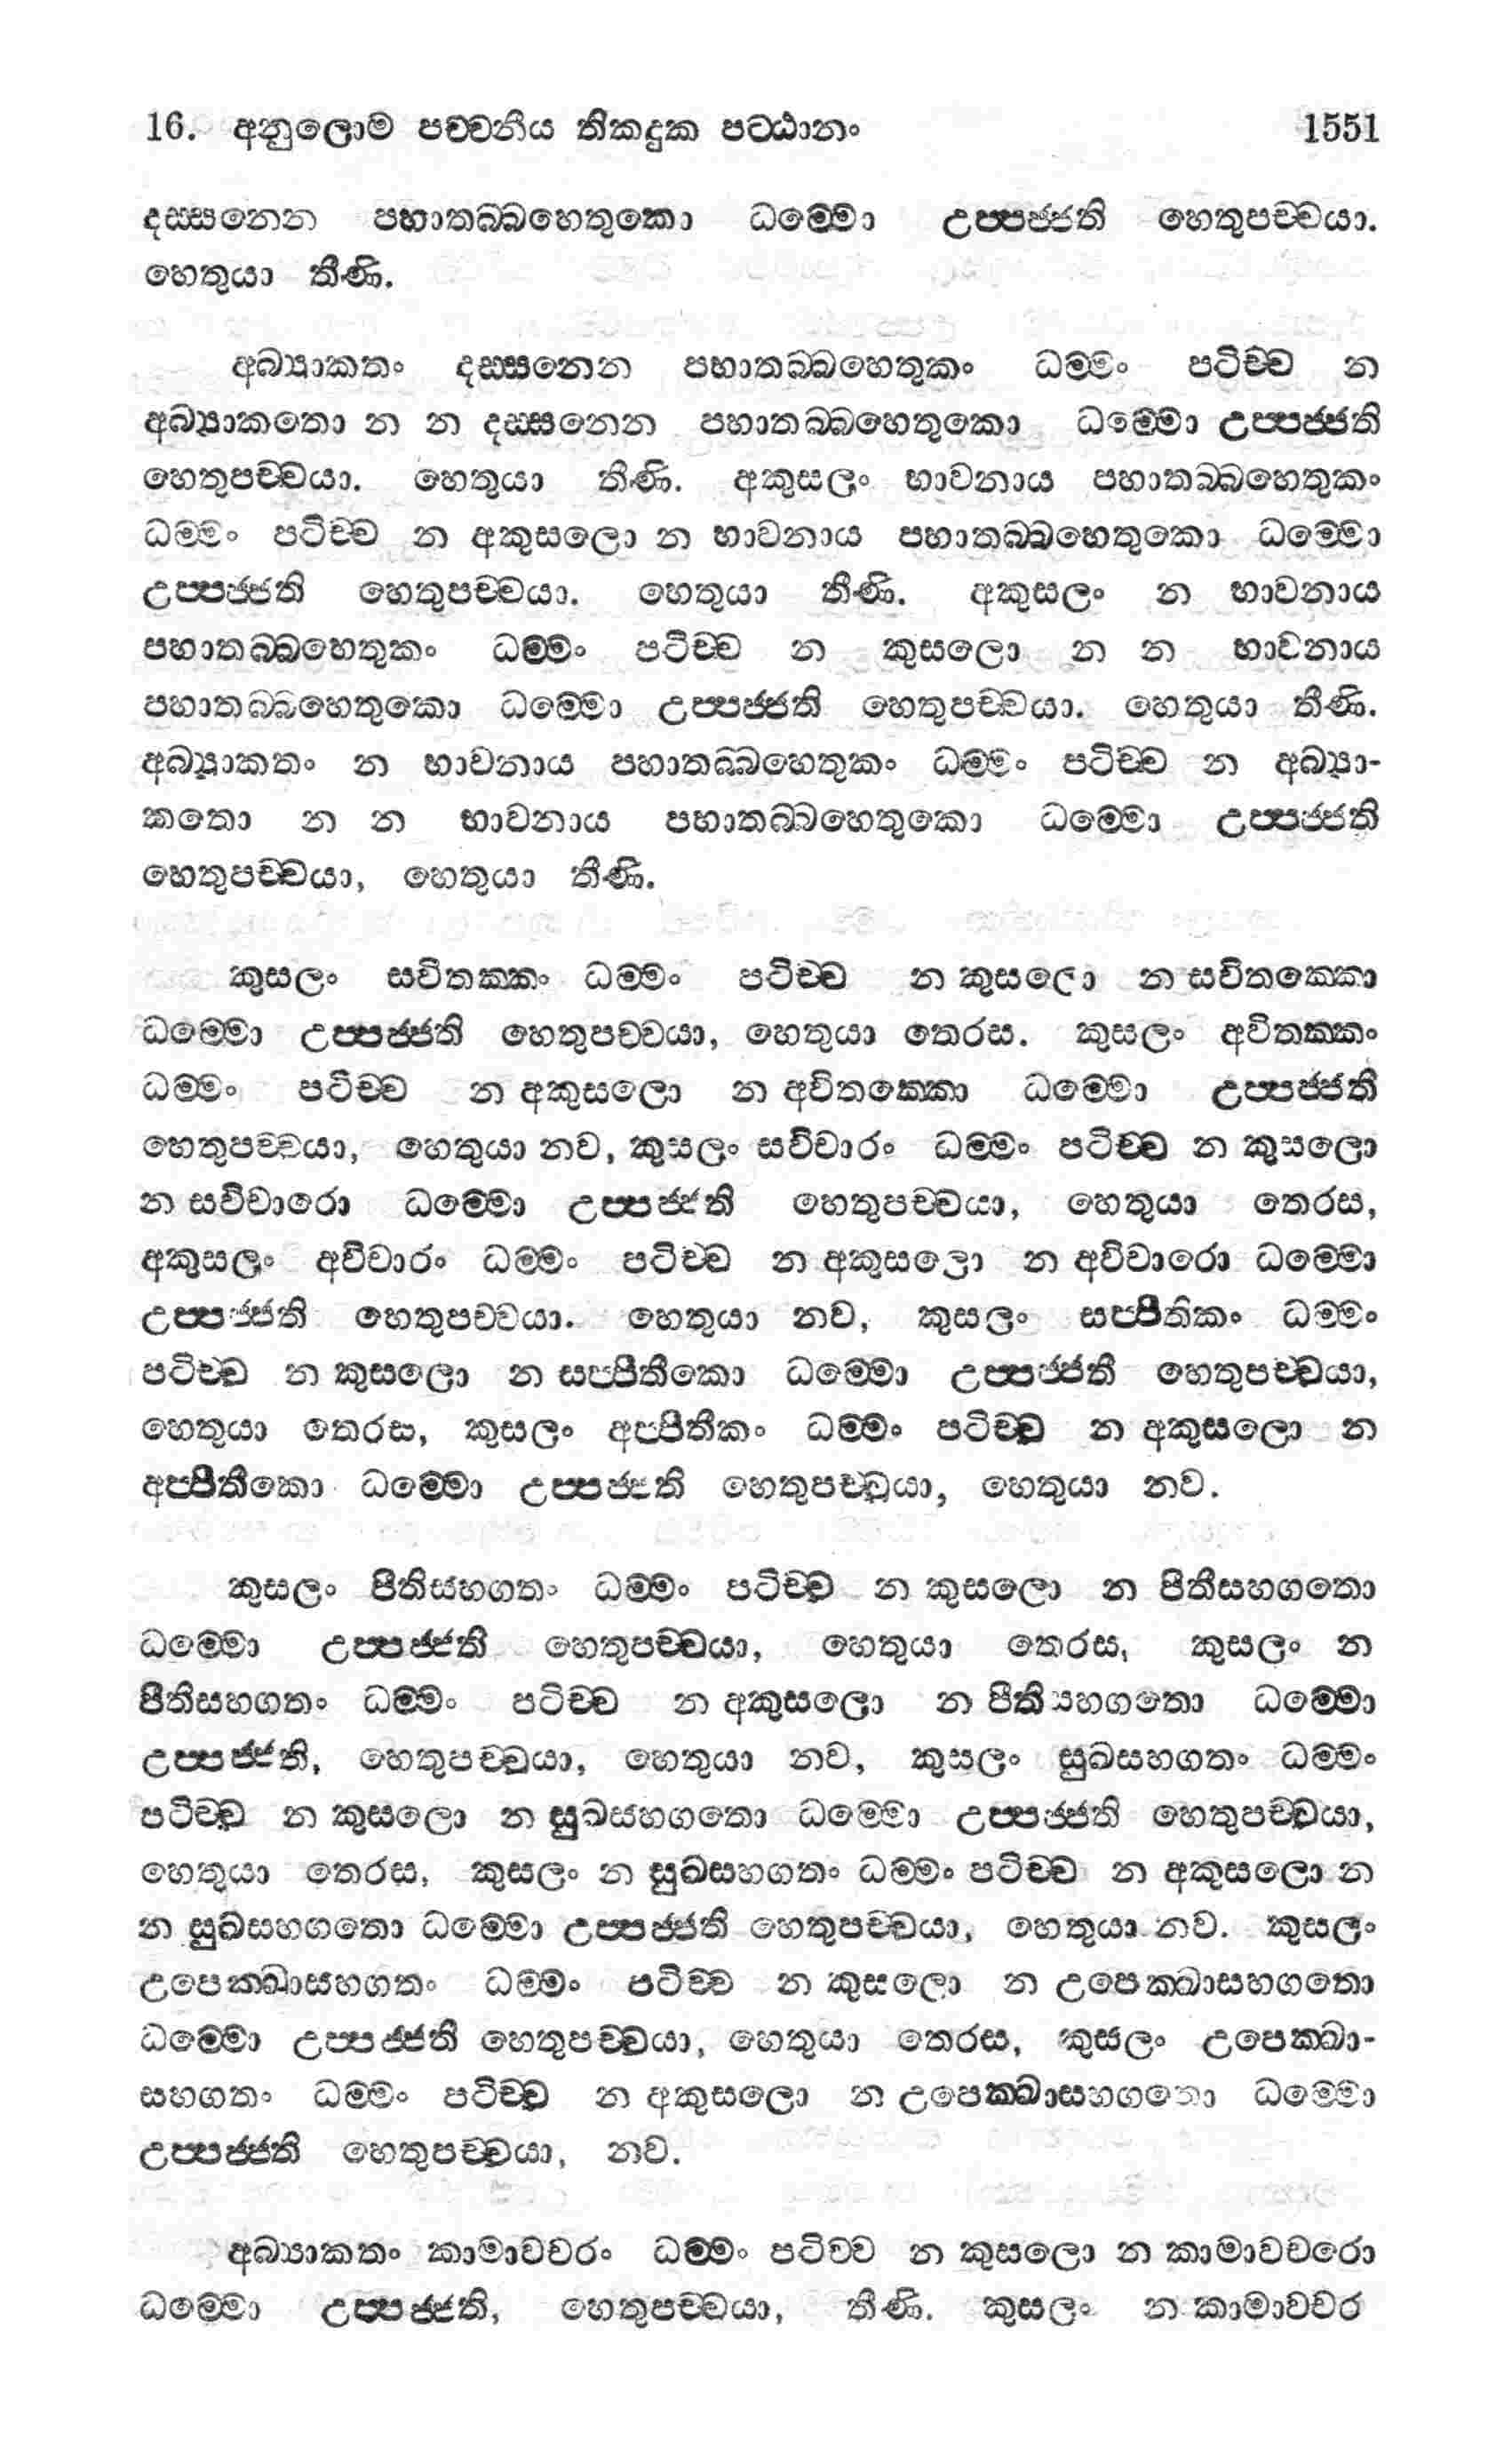 16. අනුලොම පච්චනීය තිකදුක පට්ඨානං 1551
දස්සනෙන පහාතබ්බහෙතුකො ධම්මො උප්පජ්ජති හෙතුපච්චයා.
හෙතුයා තීණි.
අබ්‍යාකතං දස්සනෙන පහාතබ්බහෙතුකං ධම්මං පටිච්ච න
අබ්‍යාකතො න න දස්සනෙන පහාතබ්බහෙතුකො ධම්මො උප්පජ්ජති
හෙතුපච්චයා. හෙතුයා තීණි. අකුසලං භාවනාය පහාතබ්බහෙතුකං
ධම්මං පටිච්ච න අකුසලො න භාවනාය පහාතබ්බහෙතුකො ධම්මො
උප්පජ්ජති හෙතුපච්චයා. හෙතුයා තීණි. අකුසලං න භාවනාය
පහාතබ්බහෙතුකං ධම්මං පටිච්ච න කුසලො න න භාවනාය
පහාතබ්බහෙතුකො ධම්මො උප්පජ්ජති හෙතුපච්චයා. හෙතුයා තීණි.
අබ්‍යාකතං න භාවනාය පහාතබ්බහෙතුකං ධම්මං පටිච්ච න අබ්‍යා-
කතො න න භාවනාය පහාතබ්බහෙතුකො ධම්මො උප්පජ්ජති
හෙතුපච්චයා, හෙතුයා තීණි.
කුසලං සවිතක්කං ධම්මං පටිච්ච න කුසලො න සවිතක්කො
ධම්මො උප්පජ්ජති හෙතුපච්චයා, හෙතුයා තෙරස. කුසලං අවිතක්කං
ධම්මං පටිච්ච න අකුසලො න අවිතක්කො ධම්මො උප්පජ්ජති
හෙතුපච්චයා, හෙතුයා නව, කුසලං සවිචාරං ධම්මං පටිච්ච න කුසලො
න සවිචාරො ධම්මො උප්පජ්ජති හෙතුපච්චයා, හෙතුයා තෙරස,
අකුසලං අවිචාරං ධම්මං පටිච්ච න අකුසලො න අවිචාරො ධම්මො
උප්පජ්ජති හෙතුපච්චයා. හෙතුයා නව, කුසලං සප්පීතිකං ධම්මං
පටිච්ච න කුසලො න සප්පීතිකො ධම්මො උප්පජ්ජති හෙතුපච්චයා,
හෙතුයා තෙරස, කුසලං අප්පීතිකං ධම්මං පටිච්ච න අකුසලො න
අප්පීතිකො ධම්මො උප්පජ්ජති හෙතුපච්චයා, හෙතුයා නව.
කුසලං පීතිසහගතං ධම්මං පටිච්ච න කුසලො න පීතිසහගතො
ධම්මො උප්පජ්ජති හෙතුපච්චයා, හෙතුයා තෙරස, කුසලං න
පීතිසහගතං ධම්මං පටිච්ච න අකුසලො න පීතිසහගතො ධම්මො
උප්පජ්ජති, හෙතුපච්චයා, හෙතුයා නව, කුසලං සුඛසහගතං ධම්මං
පටිච්ච න කුසලො න සුඛසහගතො ධම්මො උප්පජ්ජති හෙතුපච්චයා,
හෙතුයා තෙරස, කුසලං න සුඛසහගතං ධම්මං පටිච්ච න අකුසලො න
න සුඛසහගතො ධම්මො උප්පජ්ජති හෙතුපච්චයා, හෙතුයා නව. කුසලං
උපෙක්ඛාසහගතං ධම්මං පටිච්ච න කුසලො න උපෙක්ඛාසහගතො
ධම්මො උප්පජ්ජති හෙතුපච්චයා, හෙතුයා තෙරස, කුසලං උපෙක්ඛා-
සහගතං ධම්මං පටිච්ච න අකුසලො න උපෙක්ඛාසහගතො ධම්මො
උප්පජ්ජති හෙතුපච්චයා, නව.
අබ්‍යාකතං කාමාවචරං ධම්මං පටිච්ච න කුසලො න කාමාවචරො
ධම්මො උප්පජ්ජති, හෙතුපච්චයා, තීණි. කුසලං න කාමාවචර